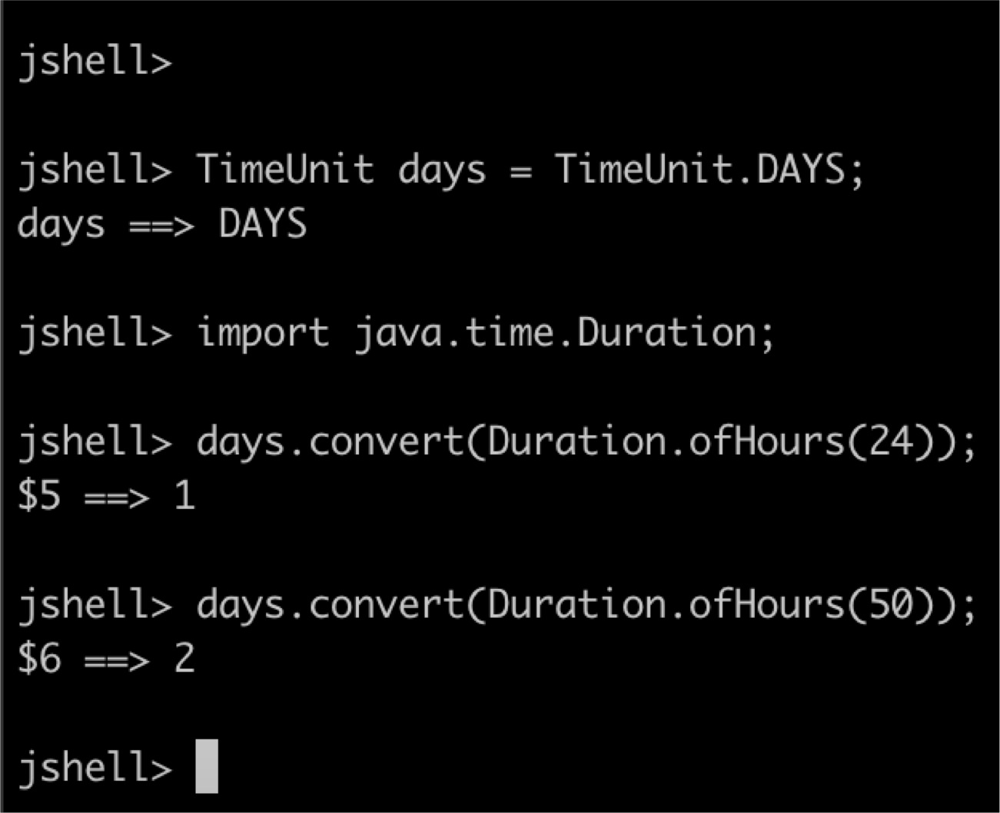 jshell>
jshell> TimeUnit days = TimeUnit.DAYS;
days ==> DAYS
jshell> import java.time.Duration;
jshell> days.convert(Duration.ofHours(24));
$5 ==> 1
jshell> days.convert(Duration.ofHours(50));
$6 ==> 2
jshell>